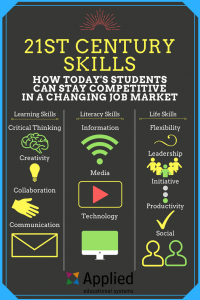 21ST CENTURY
SKILLS
HOW TODAY'S STUDENTS
CAN STAY COMPETITIVE
IN A CHANGING JOB MARKET
Learning Skills
Critical Thinking
Creativity
Collaboration
Communication
Literacy Skills
Information
Media
Technology
Life Skills
Flexibility
Leadership
Initiative
Productivity
Social
Applied
educational systems